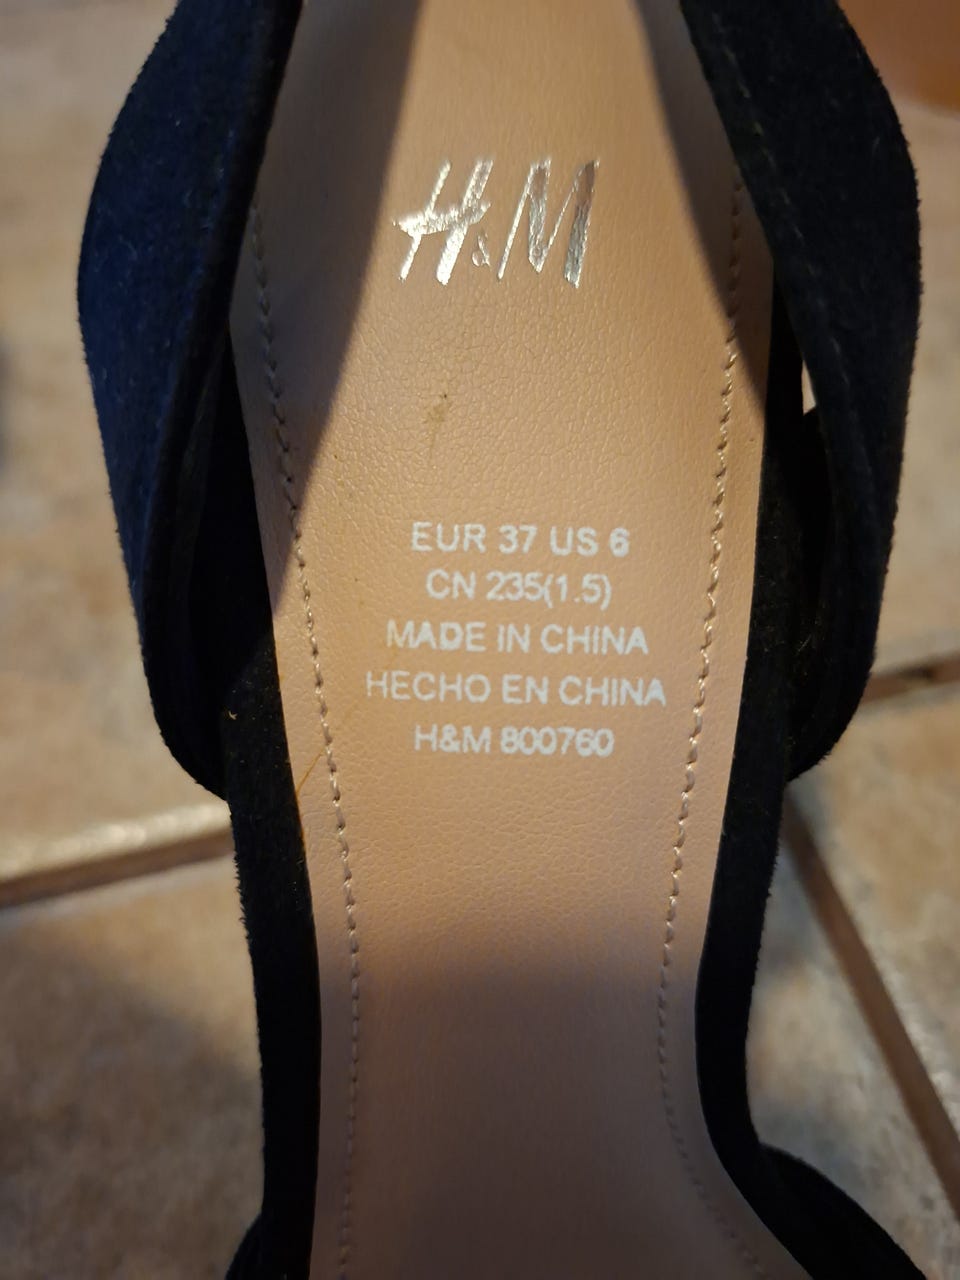 H&M
EUR 37 US 6
CN 235(1.5)
MADE IN CHINA
HECHO EN CHINA
H&M 800760